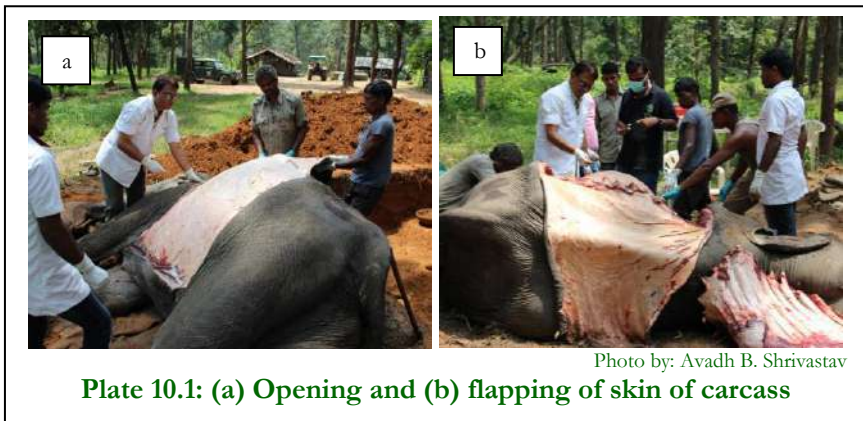 a
b
Photo by: Avadh B. Shrivastav
Plate 10.1: (a) Opening and (b) flapping of skin of carcass